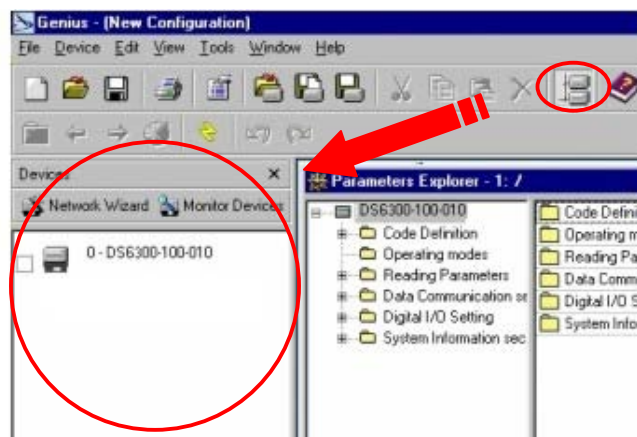 Genius - (New Configuration)
File Device Edit View Tools Window Help
Devices ×
Network Wizard Monitor Devices
0 - DS6300-100-010
Parameters Explorer - 1: /
DS6300-100-010
Code Definition
Operating modes
Reading Parameters
Data Communication se
Digital I/O Setting
System Information sec
Code Defini
Operating m
Reading Pa
Data Comm
Digital I/O S
System Info